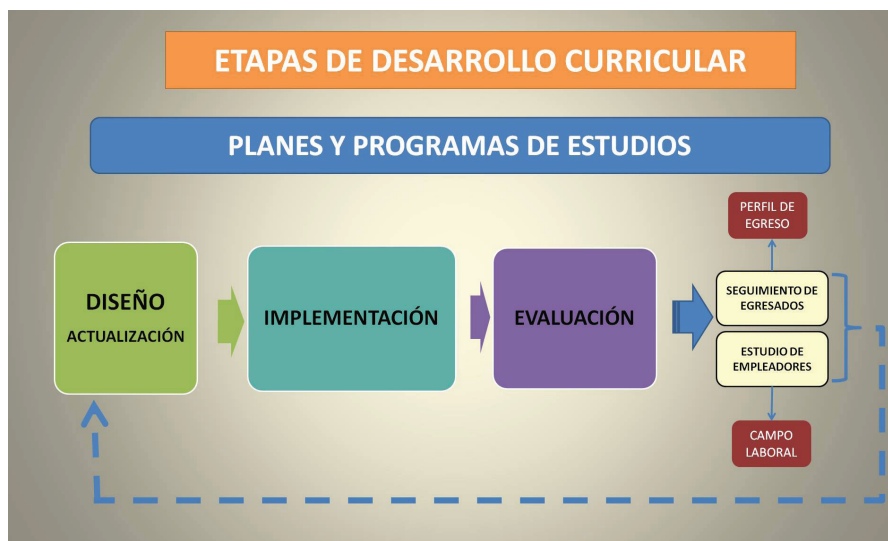 ETAPAS DE DESARROLLO CURRICULAR
PLANES Y PROGRAMAS DE ESTUDIOS
DISEÑO
ACTUALIZACIÓN
IMPLEMENTACIÓN
EVALUACIÓN
PERFIL DE
EGRESO
SEGUIMIENTO DE
EGRESADOS
ESTUDIO DE
EMPLEADORES
CAMPO
LABORAL